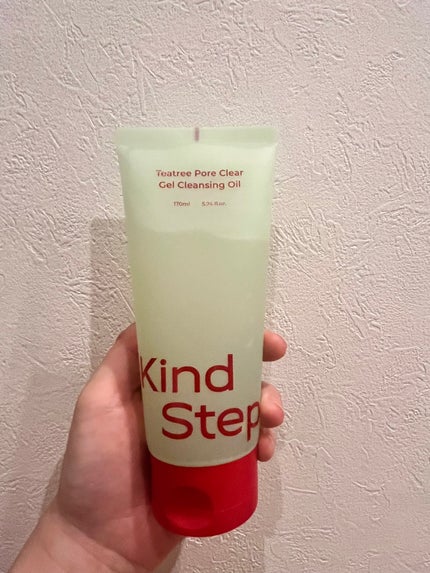 Teatree Pore Clear
Gel Cleansing Oil
170ml 5.74 fl.oz.
Kind
Step